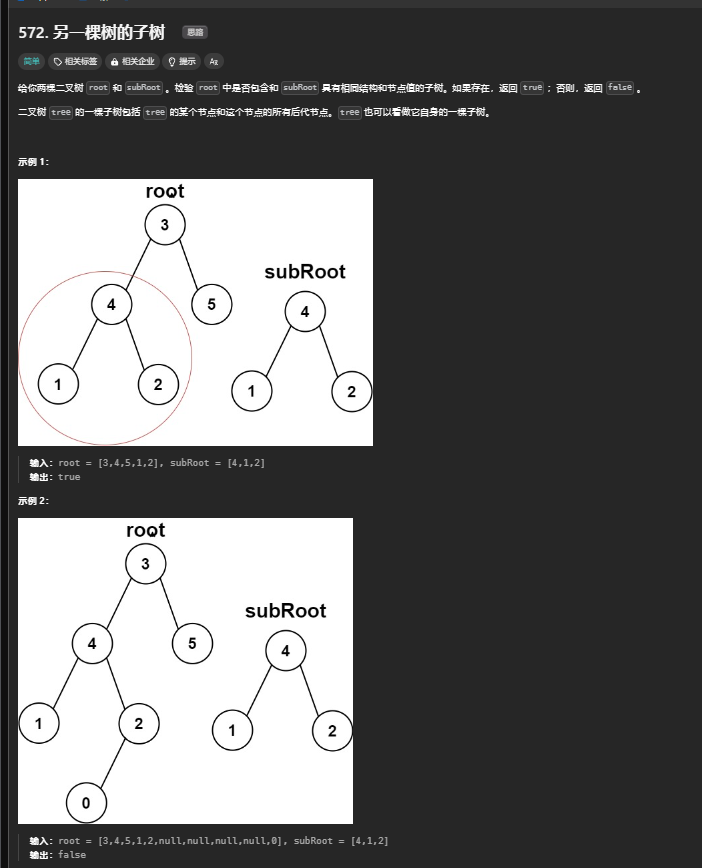 572. 另一棵树的子树 思路
简单 相关标签 相关企业 提示 Aʐ
给你两棵二叉树 root 和 subRoot 。检验 root 中是否包含和 subRoot 具有相同结构和节点值的子树。如果存在，返回 true ；否则，返回 false 。
二叉树 tree 的一棵子树包括 tree 的某个节点和这个节点的所有后代节点。tree 也可以看做它自身的一棵子树。
示例 1：
root
3
subRoot
4
5
4
1
2
1
2
输入：root = [3,4,5,1,2], subRoot = [4,1,2]
输出：true
示例 2：
root
3
subRoot
4
5
4
1
2
1
2
0
输入：root = [3,4,5,1,2,null,null,null,null,0], subRoot = [4,1,2]
输出：false